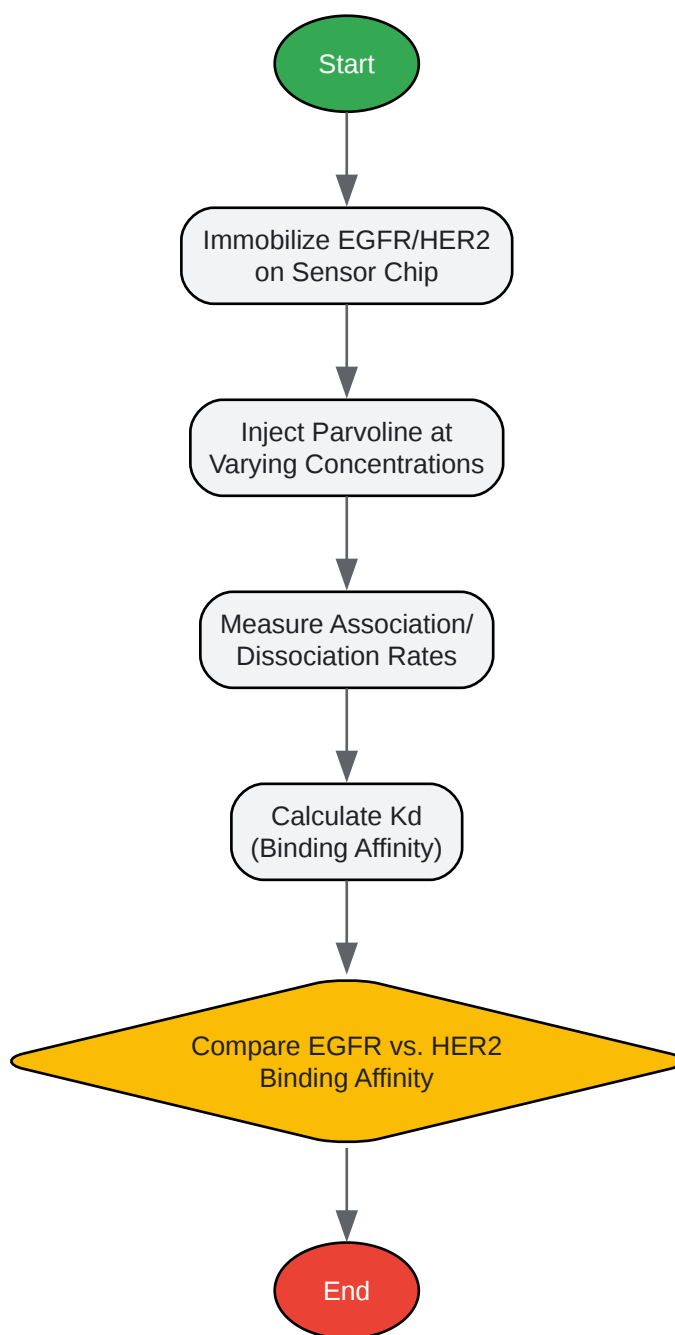 Start
Immobilize EGFR/HER2
on Sensor Chip
Inject Parvoline at
Varying Concentrations
Measure Association/
Dissociation Rates
Calculate Kd
(Binding Affinity)
Compare EGFR vs. HER2
Binding Affinity
End